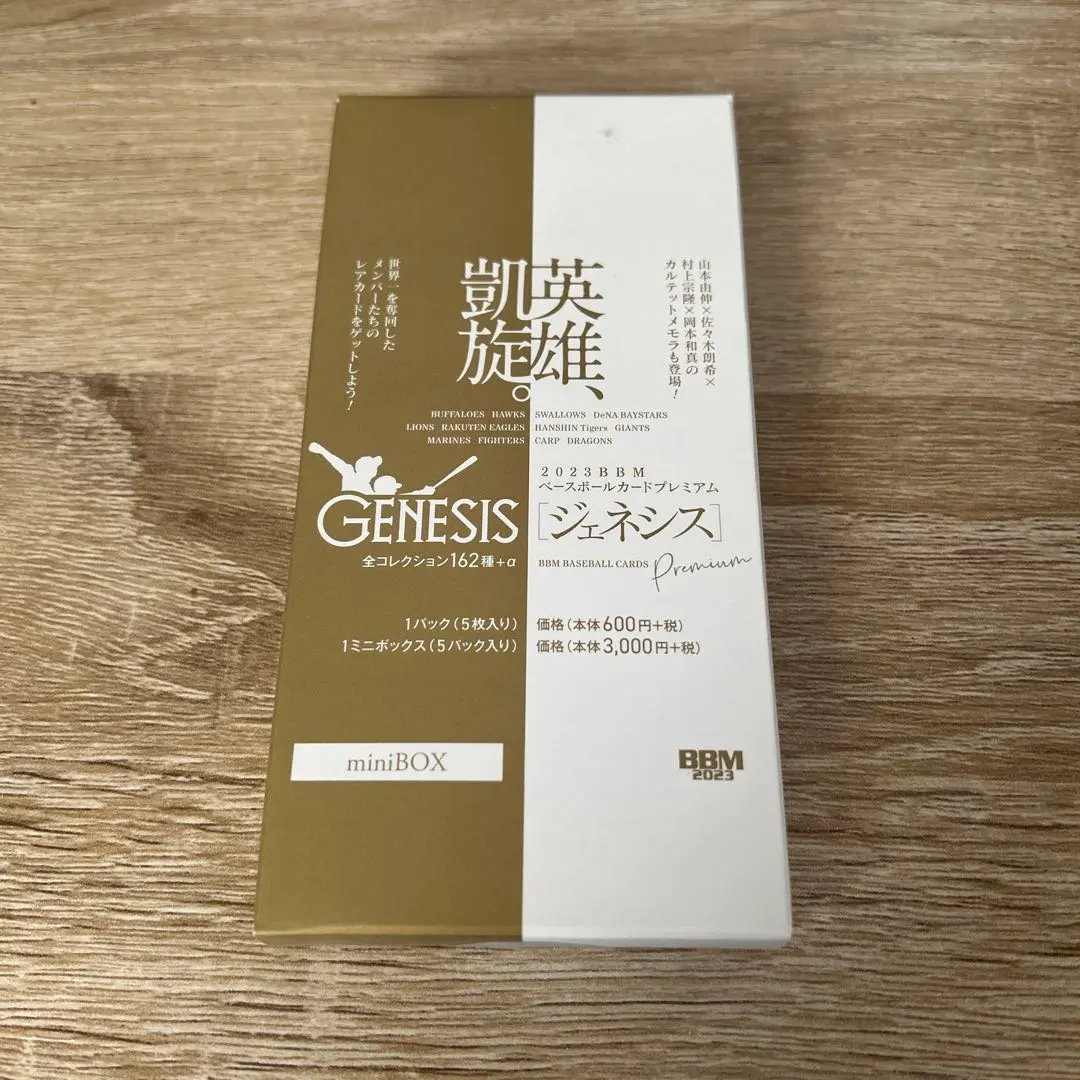 英雄、
凱旋。
山本由伸×佐々木朗希×
村上宗隆×岡本和真の
カルテットメモラも登場！
世界一を奪回した
メンバーたちの
レアカードをゲットしよう！
BUFFALOES HAWKS SWALLOWS DeNA BAYSTARS
LIONS RAKUTEN EAGLES HANSHIN Tigers GIANTS
MARINES FIGHTERS CARP DRAGONS
GENESIS
全コレクション162種+α
2023BBM
ベースボールカードプレミアム
[ジェネシス]
BBM BASEBALL CARDS Premium
1パック(5枚入り) 価格(本体600円+税)
1ミニボックス(5パック入り) 価格(本体3,000円+税)
miniBOX
BBM
2023